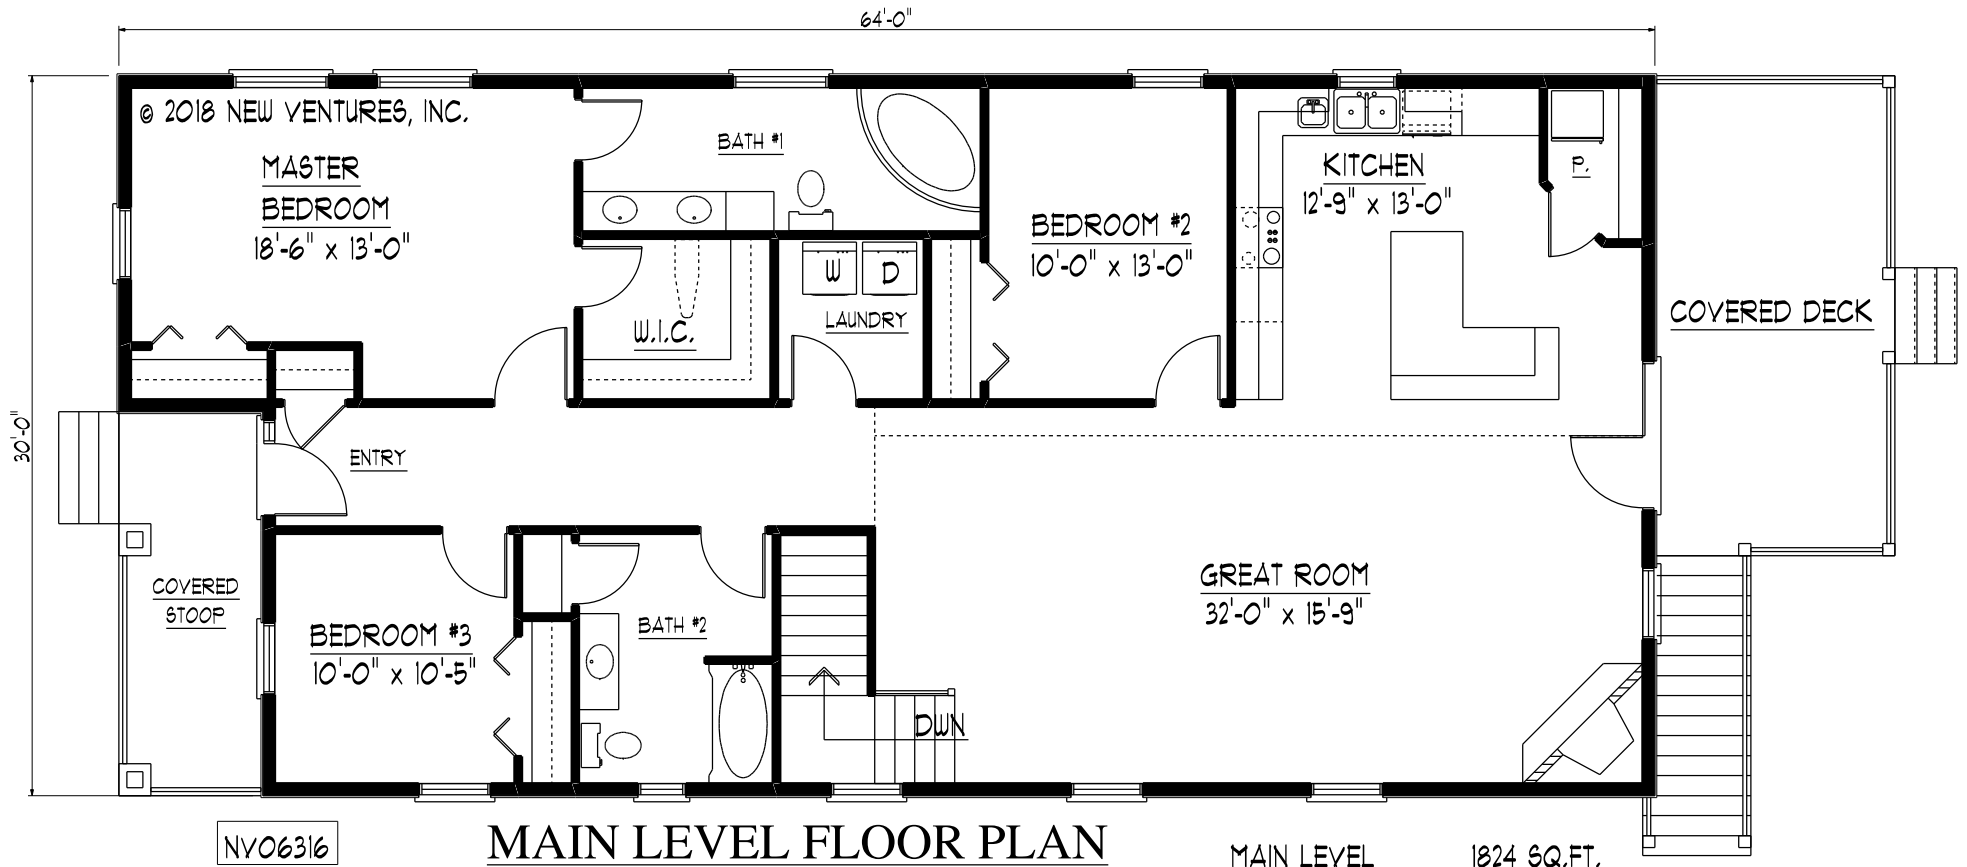 64'-0"
© 2018 NEW VENTURES, INC.
MASTER
BEDROOM
18'-6" x 13'-0"
BATH #1
BEDROOM #2
10'-0" x 13'-0"
KITCHEN
12'-9" x 13'-0"
P.
W D
LAUNDRY
W.I.C.
COVERED DECK
30'-0"
ENTRY
COVERED
STOOP
BEDROOM #3
10'-0" x 10'-5"
BATH #2
DWN
GREAT ROOM
32'-0" x 15'-9"
NV06316
MAIN LEVEL FLOOR PLAN
MAIN LEVEL 1824 SQ.FT.